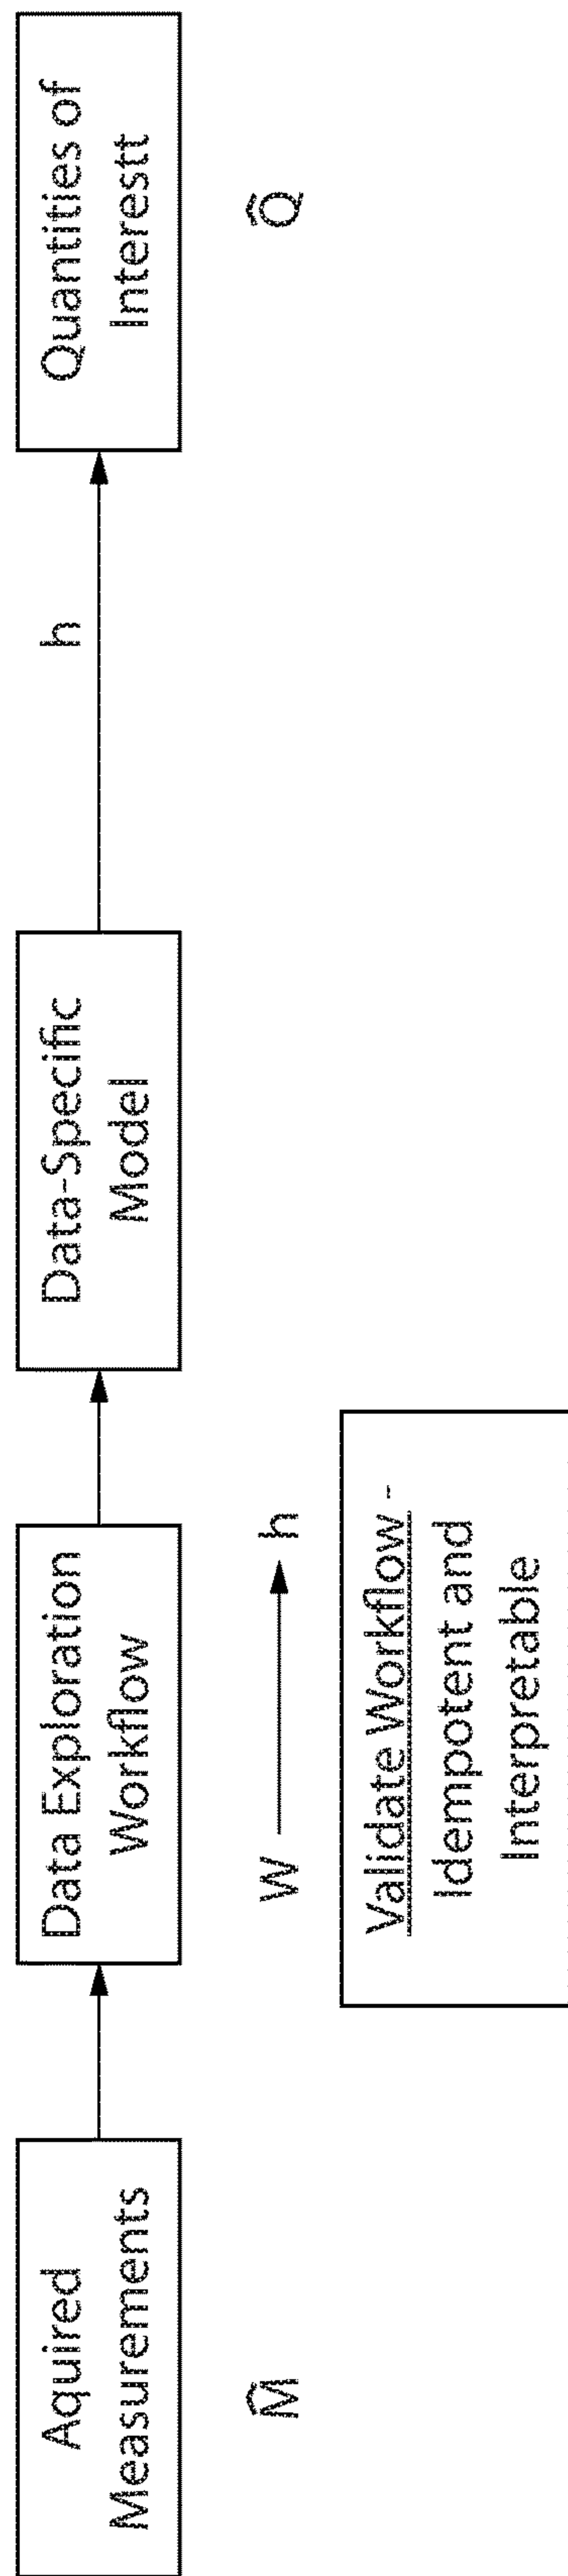 Aquired
Measurements
M̂
Data Exploration
Workflow
W
h
Validate Workflow -
Idempotent and
Interpretable
Data-Specific
Model
h
Quantities of
Interestt
Q̂